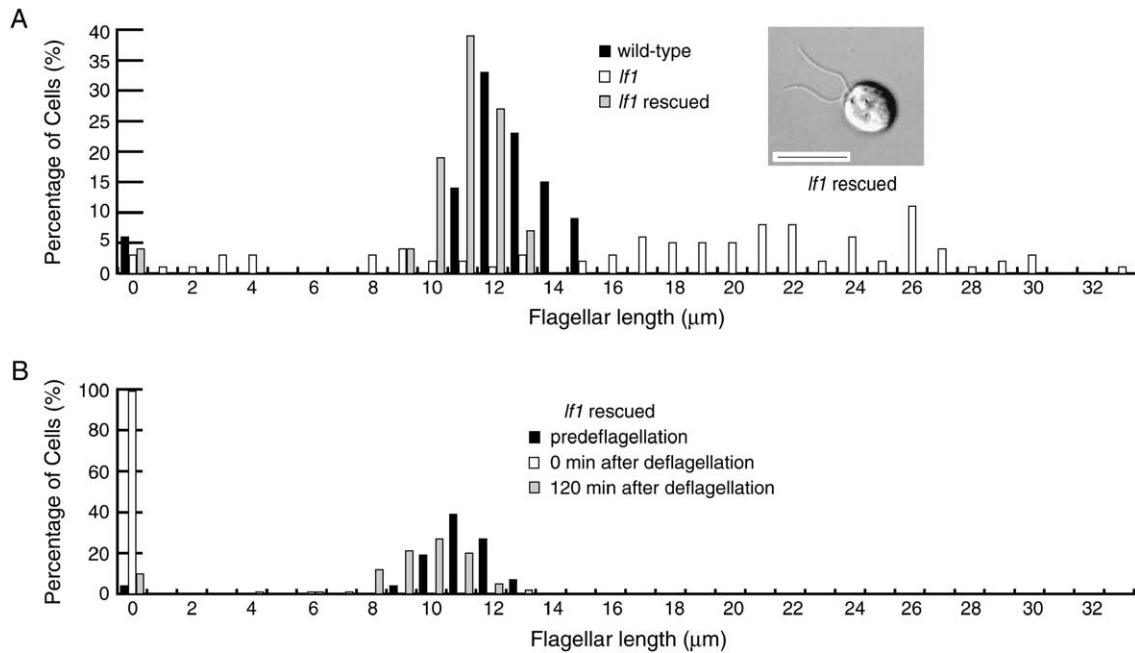 A
Percentage of Cells (%)
40
35
30
25
20
15
10
5
0
wild-type
lf1
lf1 rescued
lf1 rescued
0 2 4 6 8 10 12 14 16 18 20 22 24 26 28 30 32
Flagellar length (μm)
B
Percentage of Cells (%)
100
80
60
40
20
0
lf1 rescued
predeflagellation
0 min after deflagellation
120 min after deflagellation
0 2 4 6 8 10 12 14 16 18 20 22 24 26 28 30 32
Flagellar length (μm)